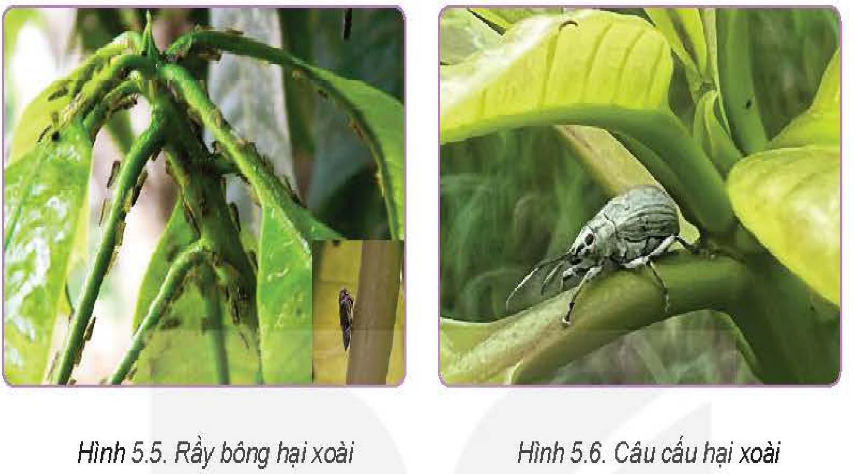 Hình 5.5. Rầy bông hại xoài
Hình 5.6. Câu cấu hại xoài